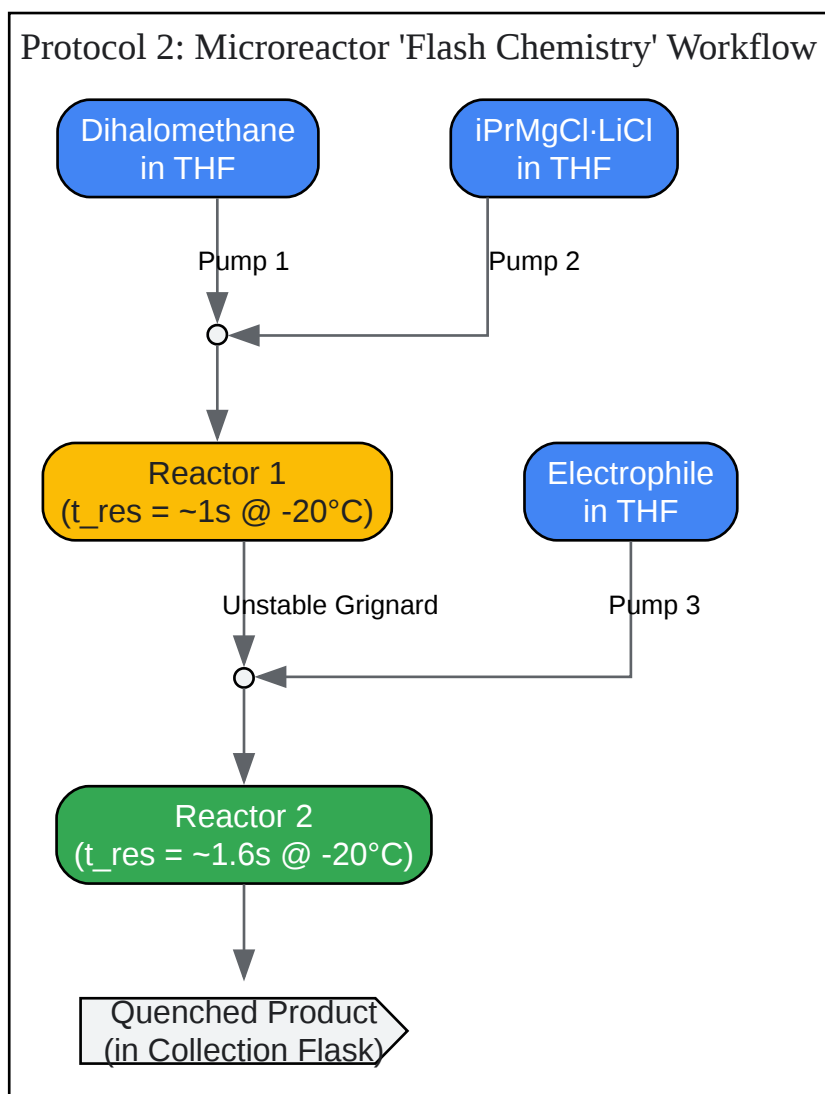 Protocol 2: Microreactor 'Flash Chemistry' Workflow
Dihalomethane
in THF
iPrMgCl·LiCl
in THF
Pump 1
Pump 2
Reactor 1
(t_res = ~1s @ -20°C)
Electrophile
in THF
Unstable Grignard
Pump 3
Reactor 2
(t_res = ~1.6s @ -20°C)
Quenched Product
(in Collection Flask)